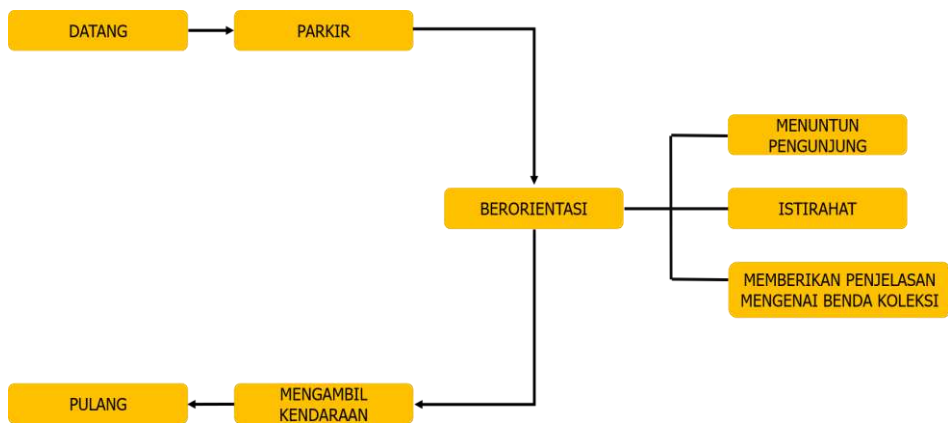 DATANG
PARKIR
MENUNTUN
PENGUNJUNG
BERORIENTASI
ISTIRAHAT
MEMBERIKAN PENJELASAN
MENGENAI BENDA KOLEKSI
PULANG
MENGAMBIL
KENDARAAN